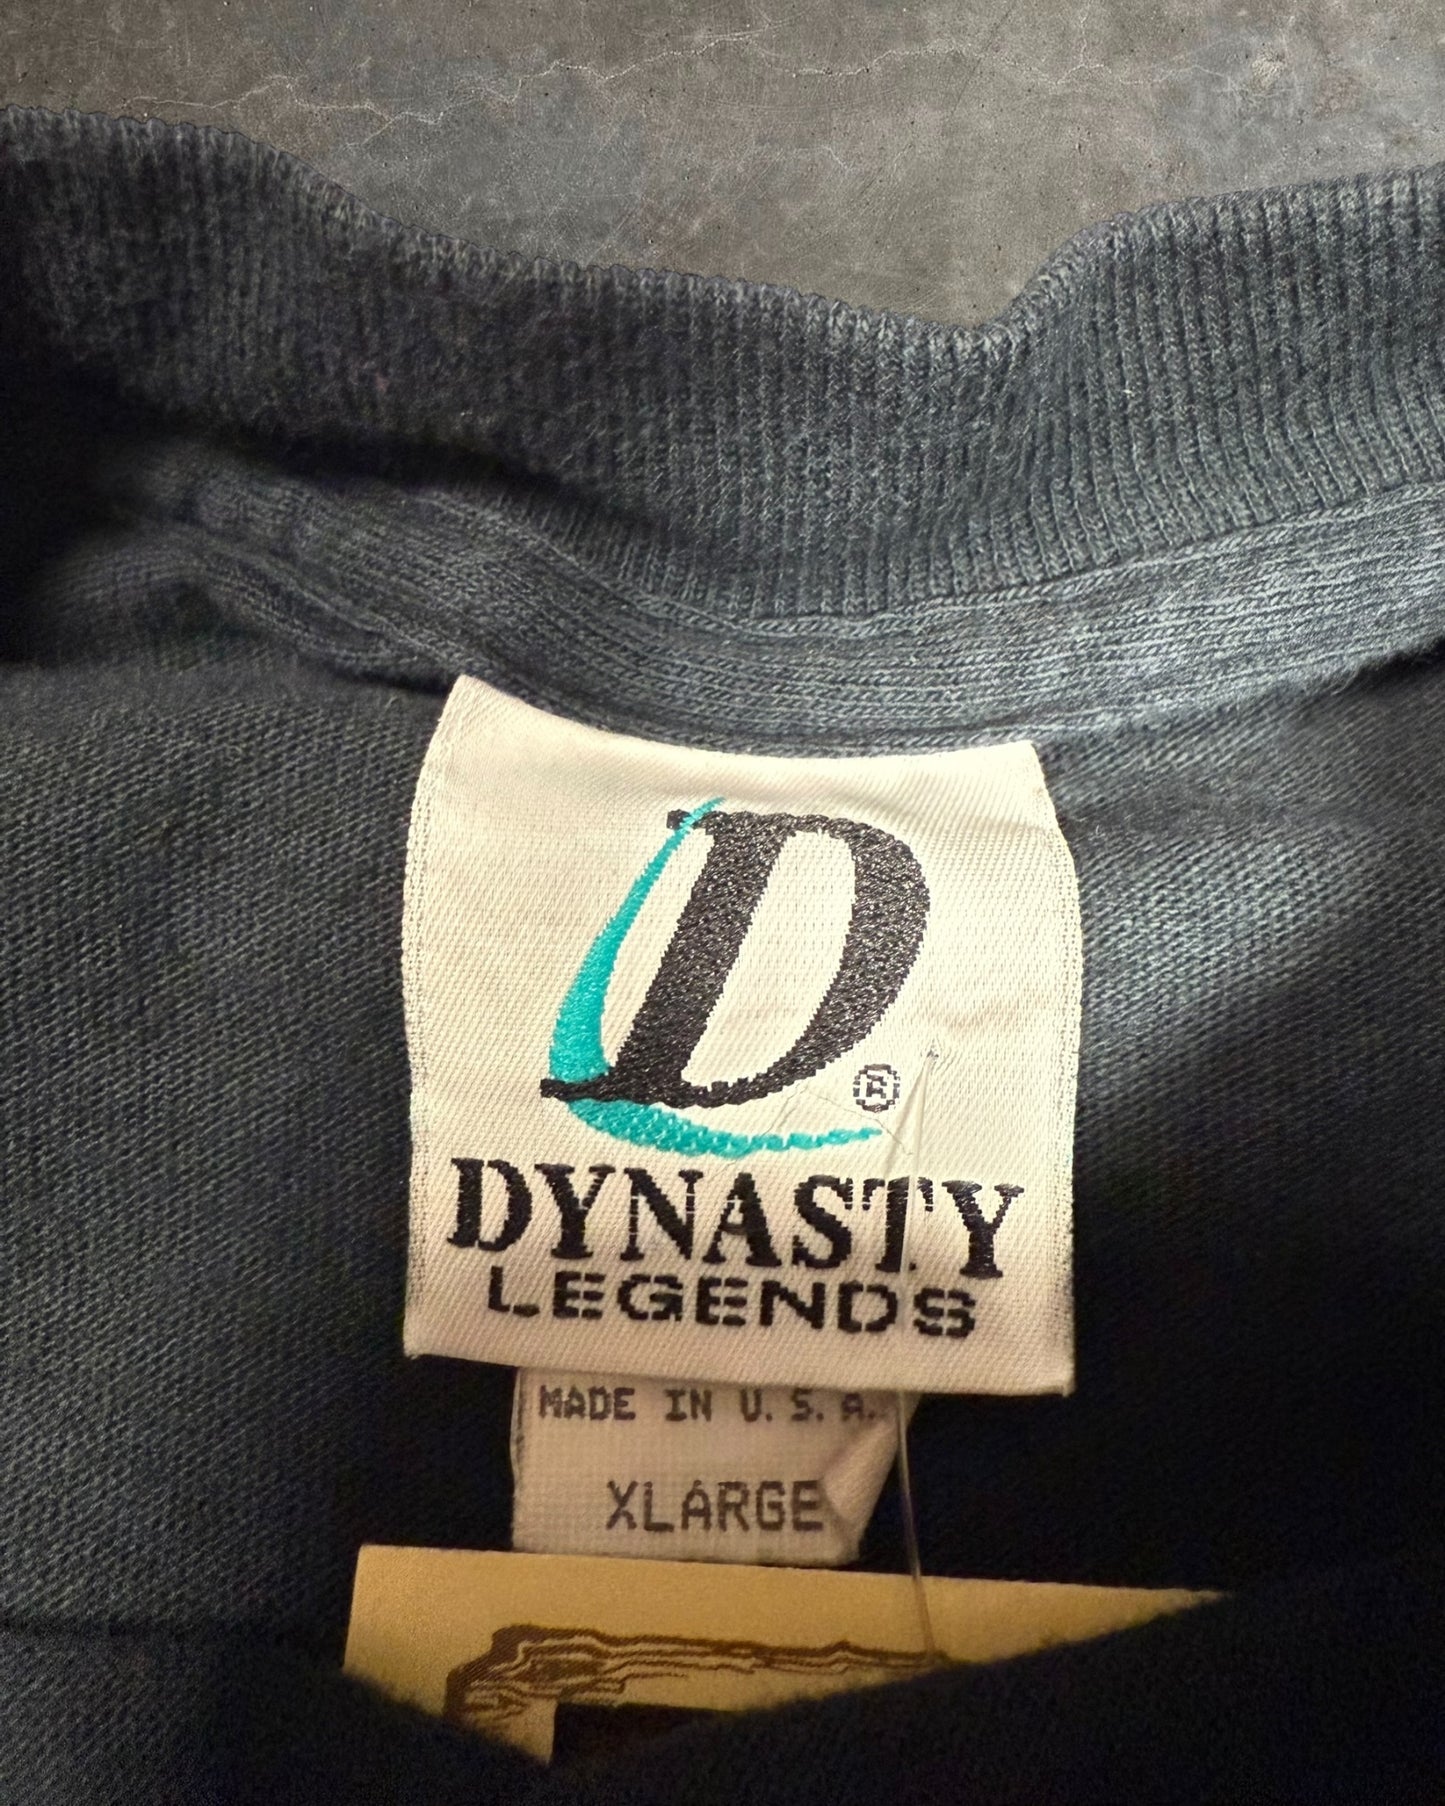 D®
DYNASTY
LEGENDS
MADE IN U.S.A.
XLARGE